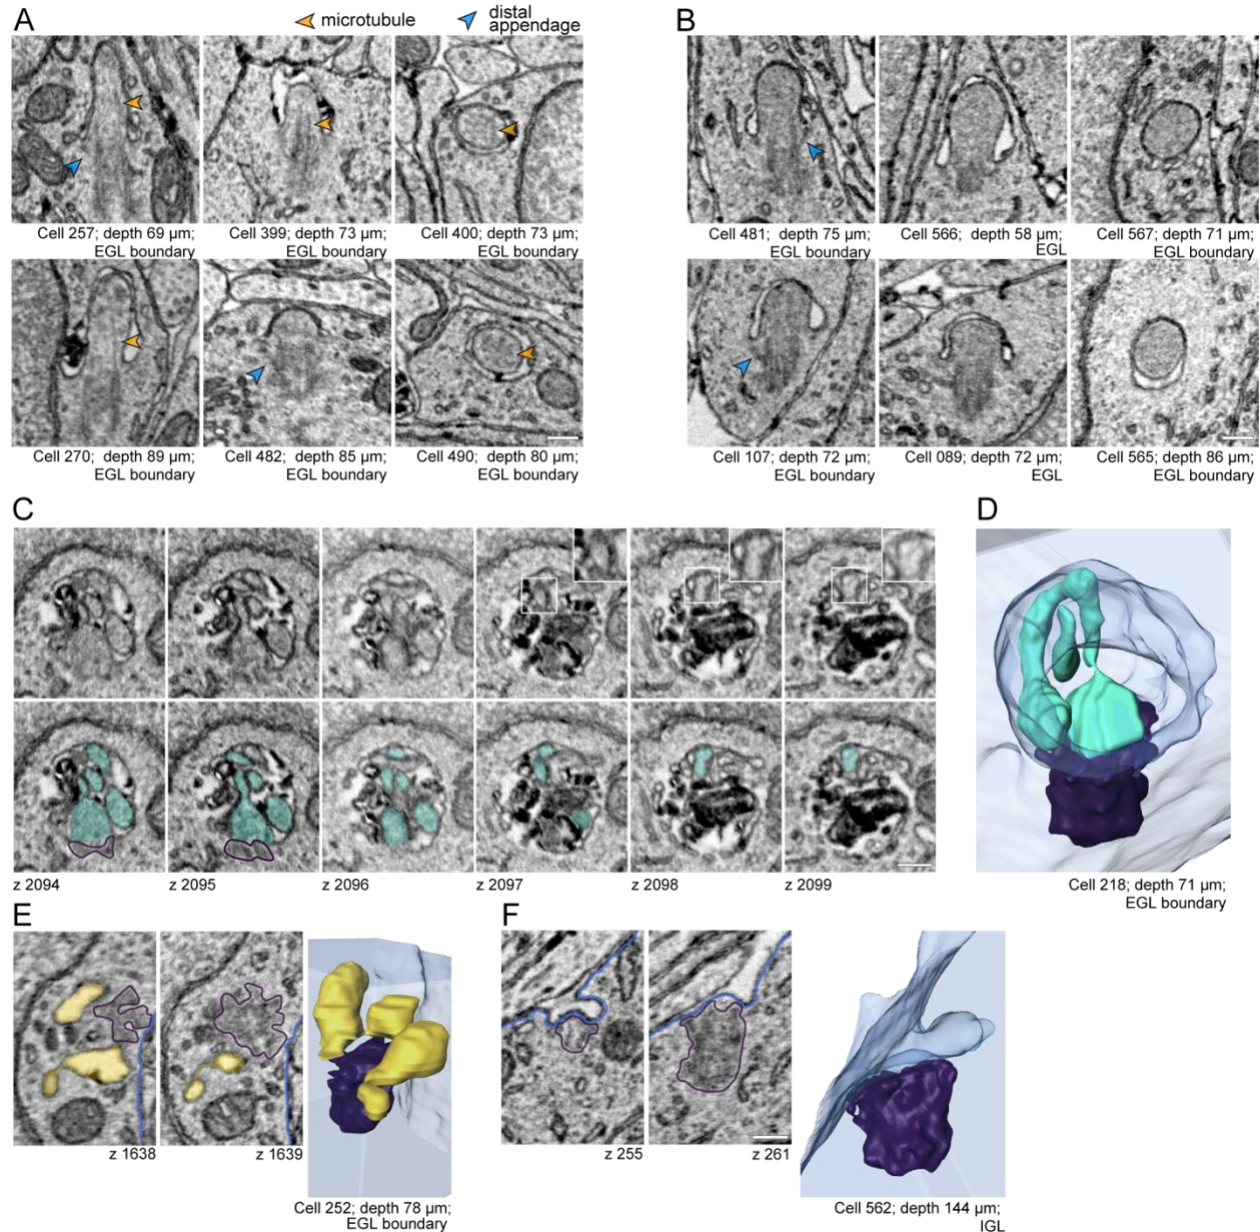 A
microtubule
distal
appendage
B
Cell 257; depth 69 µm;
EGL boundary
Cell 399; depth 73 µm;
EGL boundary
Cell 400; depth 73 µm;
EGL boundary
Cell 481; depth 75 µm;
EGL boundary
Cell 566; depth 58 µm;
EGL
Cell 567; depth 71 µm;
EGL boundary
Cell 270; depth 89 µm;
EGL boundary
Cell 482; depth 85 µm;
EGL boundary
Cell 490; depth 80 µm;
EGL boundary
Cell 107; depth 72 µm;
EGL boundary
Cell 089; depth 72 µm;
EGL
Cell 565; depth 86 µm;
EGL boundary
C
D
z 2094
z 2095
z 2096
z 2097
z 2098
z 2099
Cell 218; depth 71 µm;
EGL boundary
E
F
z 1638
z 1639
z 255
z 261
Cell 252; depth 78 µm;
EGL boundary
Cell 562; depth 144 µm;
IGL